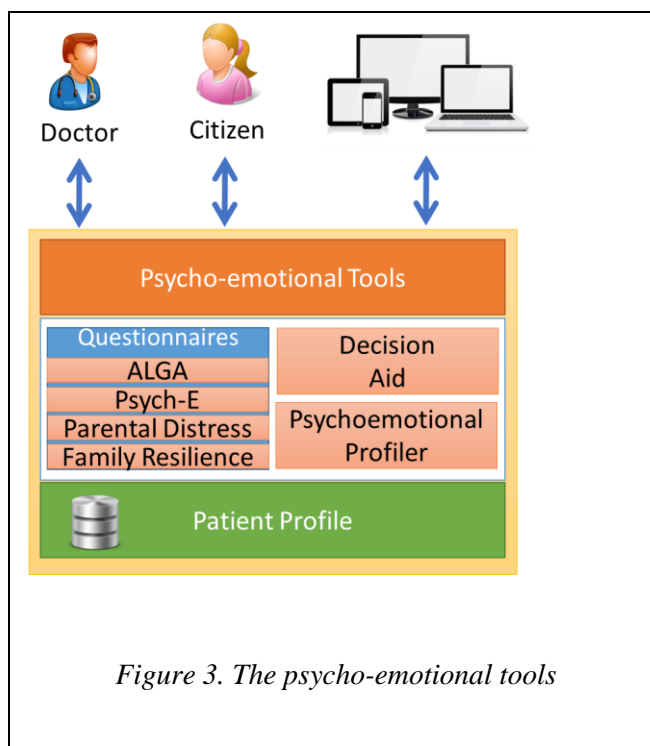 Doctor
Citizen
Psycho-emotional Tools
Questionnaires
ALGA
Psych-E
Parental Distress
Family Resilience
Decision
Aid
Psychoemotional
Profiler
Patient Profile
Figure 3. The psycho-emotional tools